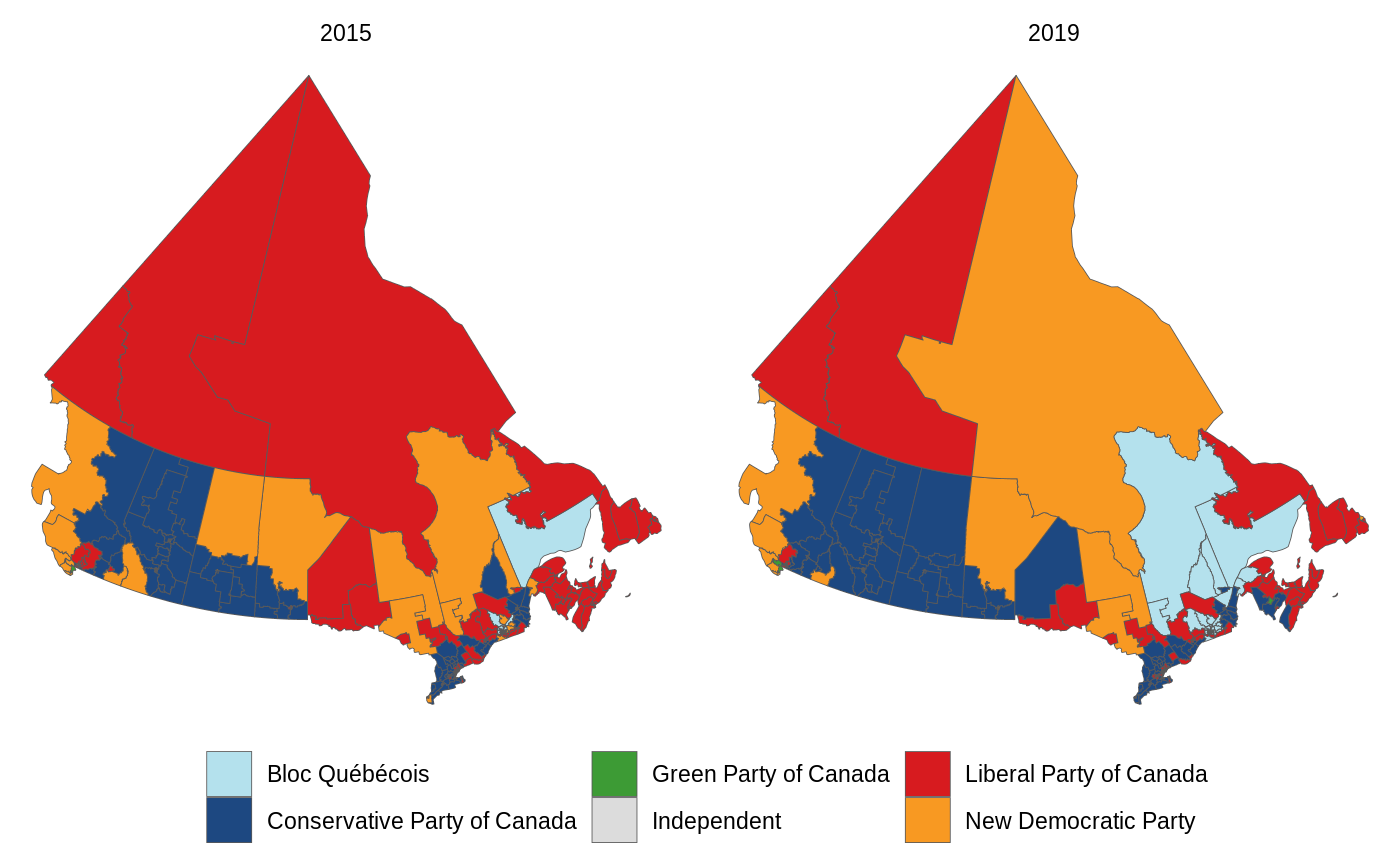 2015
2019
Bloc Québécois
Green Party of Canada
Liberal Party of Canada
Conservative Party of Canada
Independent
New Democratic Party